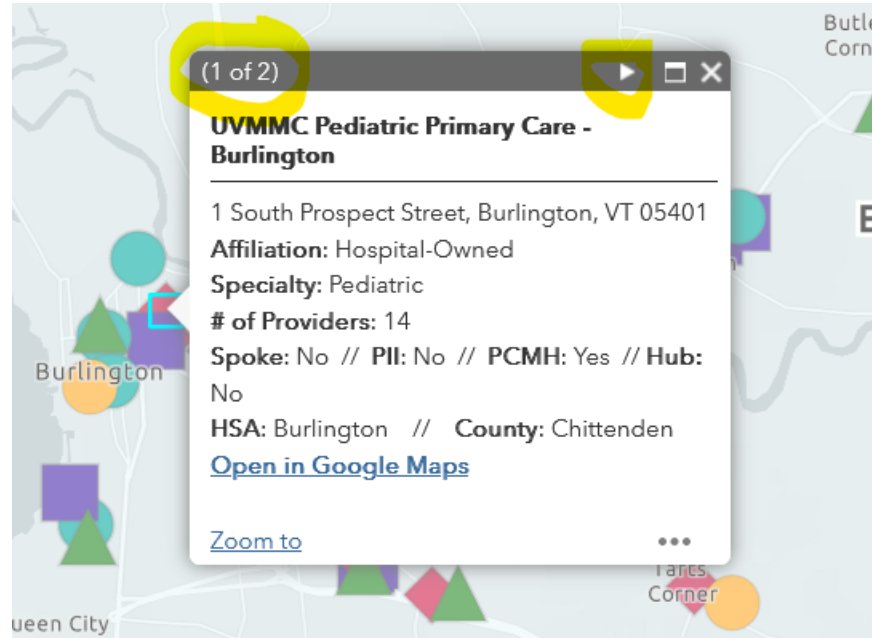 Butle
Corn
(1 of 2)
UVMMC Pediatric Primary Care -
Burlington
1 South Prospect Street, Burlington, VT 05401
Affiliation: Hospital-Owned
Specialty: Pediatric
# of Providers: 14
Spoke: No // PII: No // PCMH: Yes // Hub:
No
HSA: Burlington // County: Chittenden
Open in Google Maps
Zoom to
Burlington
Tarts
Corner
ueen City